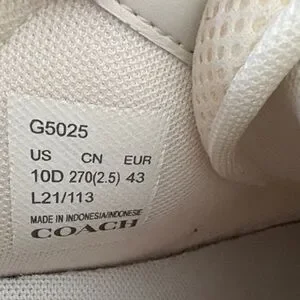 G5025
US CN EUR
10D 270(2.5) 43
L21/113
MADE IN INDONESIA/INDONESIE
COACH